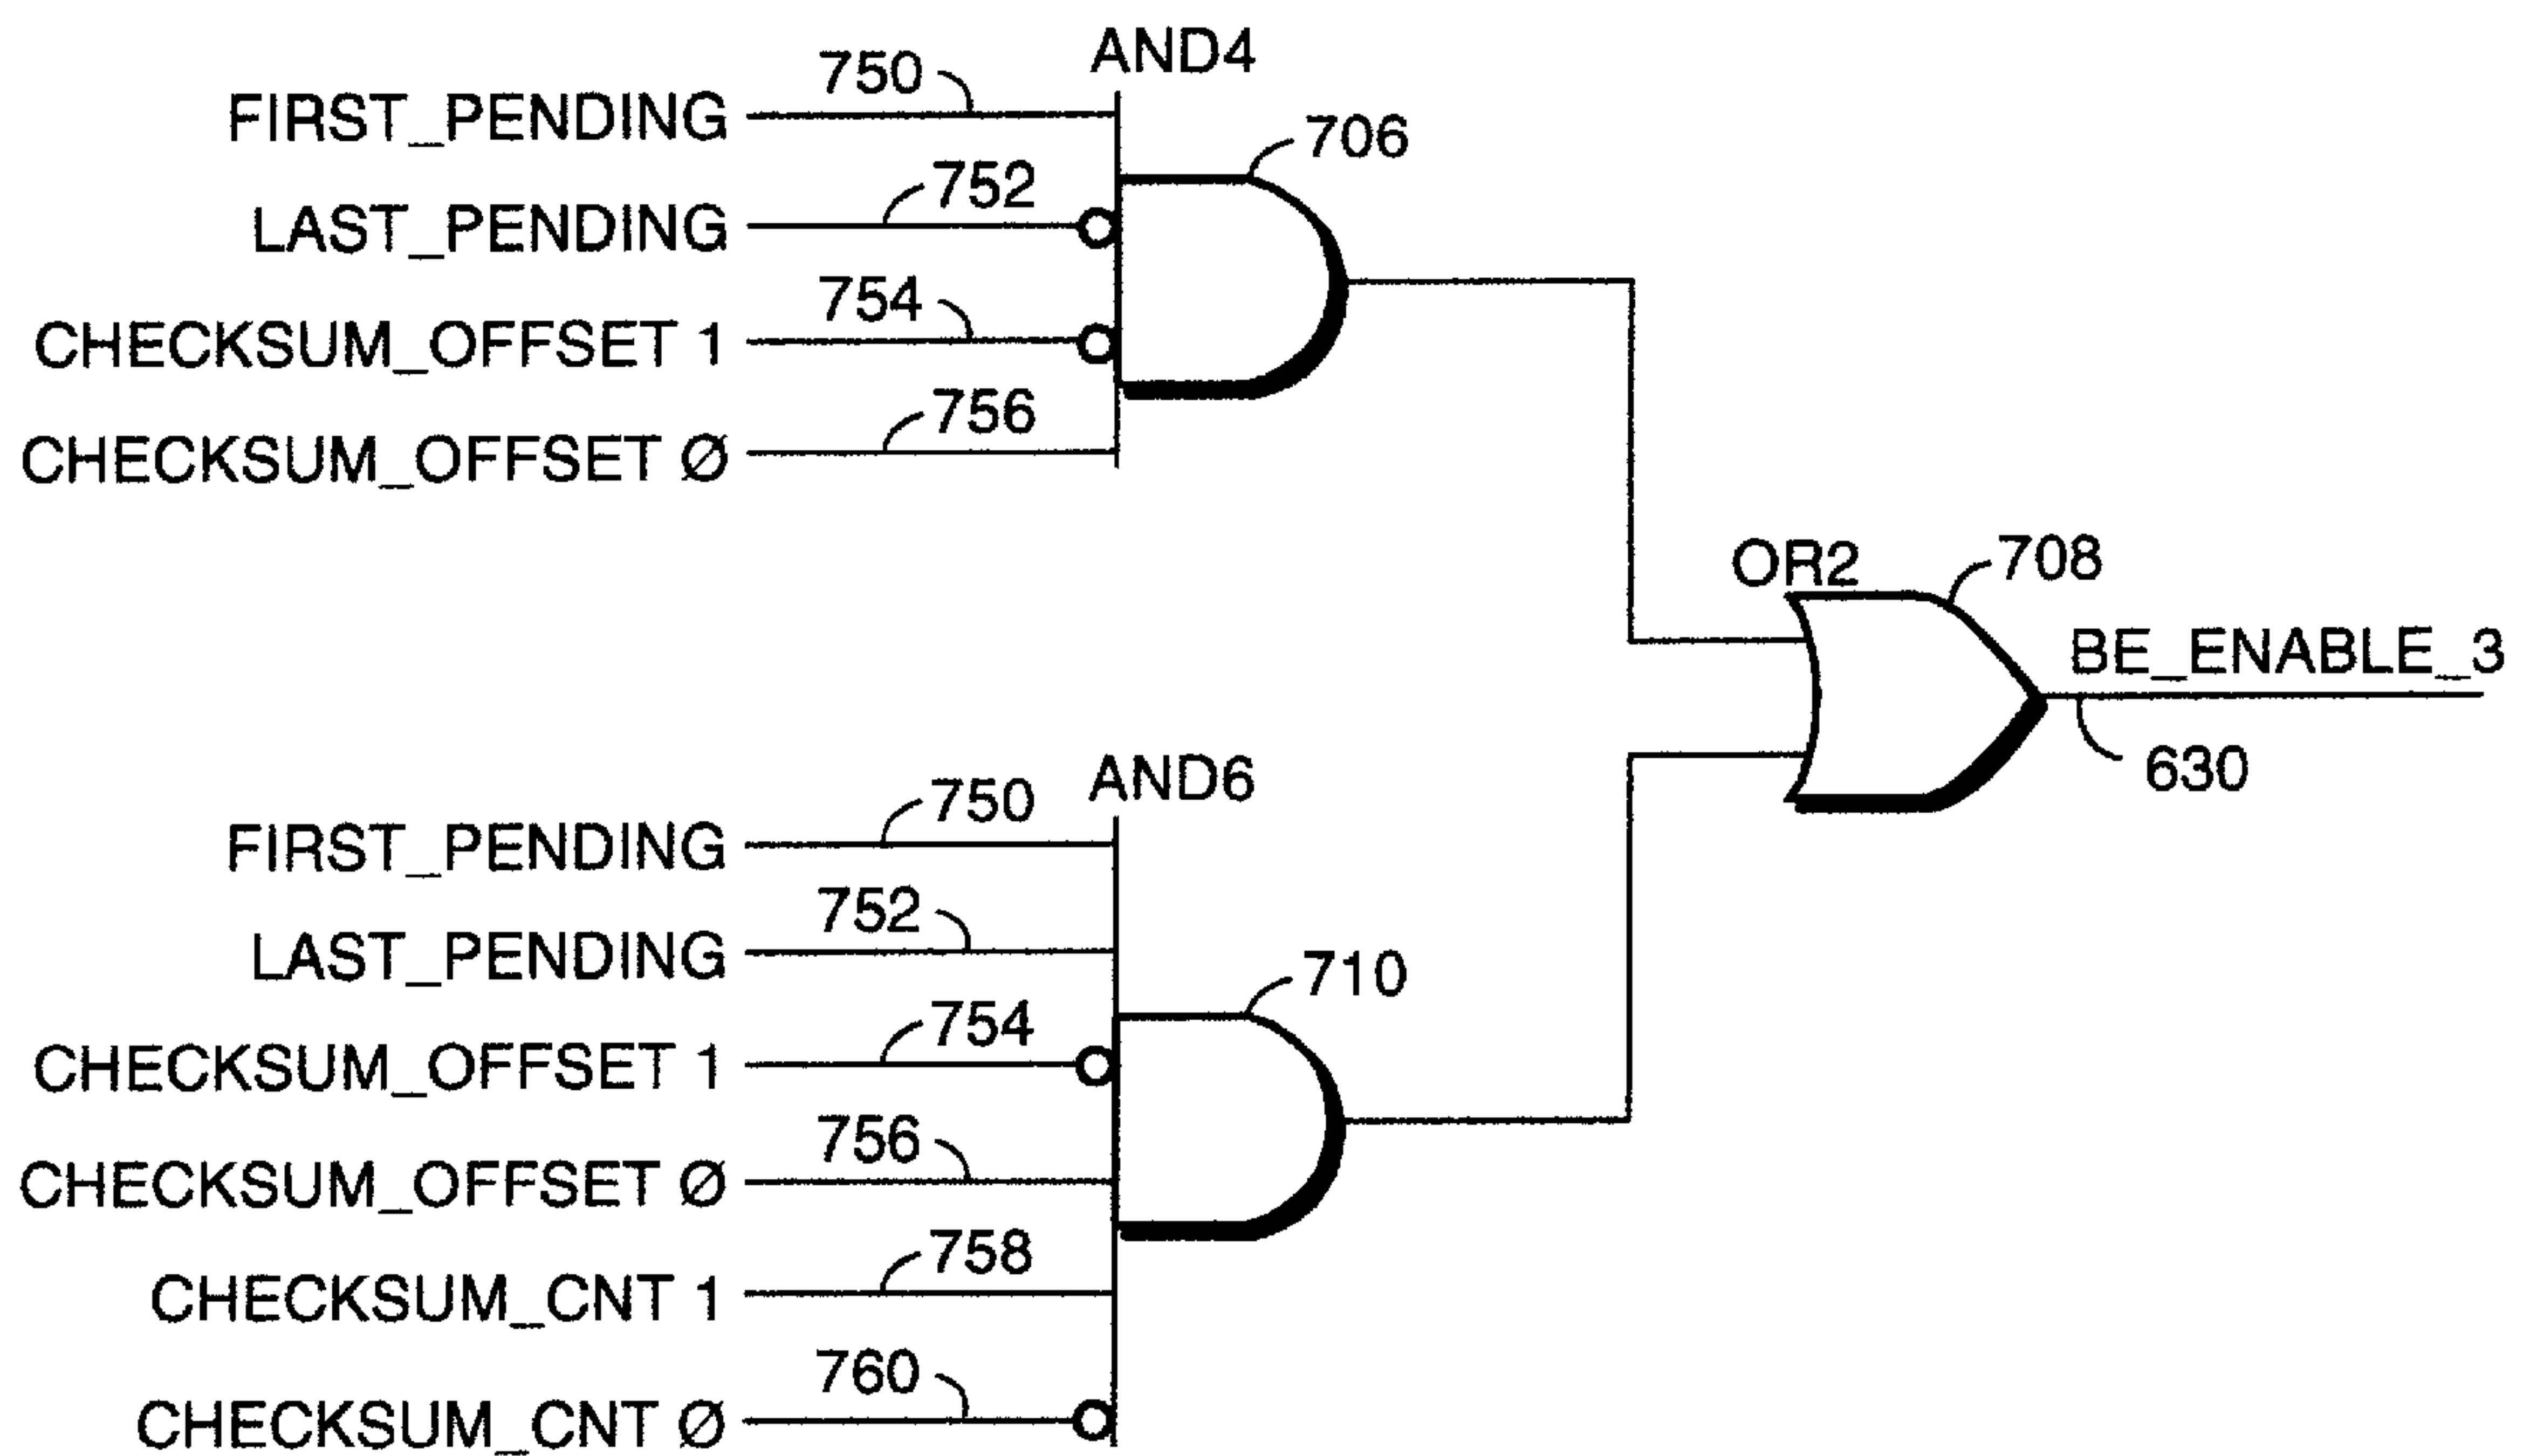 AND4
750
FIRST_PENDING
706
752
LAST_PENDING
754
CHECKSUM_OFFSET 1
756
CHECKSUM_OFFSET Ø
OR2
708
BE_ENABLE_3
630
AND6
750
FIRST_PENDING
752
LAST_PENDING
710
754
CHECKSUM_OFFSET 1
756
CHECKSUM_OFFSET Ø
758
CHECKSUM_CNT 1
760
CHECKSUM_CNT Ø